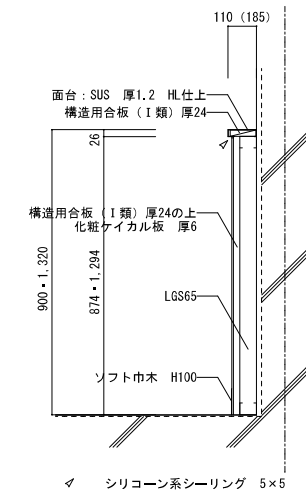 110 (185)
面台：SUS 厚1.2 HL仕上
構造用合板（Ⅰ類）厚24
26
構造用合板（Ⅰ類）厚24の上
化粧ケイカル板 厚6
900・1,320
874・1,294
LGS65
ソフト巾木 H100
シリコーン系シーリング 5×5